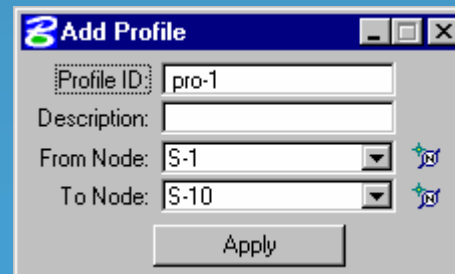 Add Profile
Profile ID: pro-1
Description:
From Node: S-1
To Node: S-10
Apply